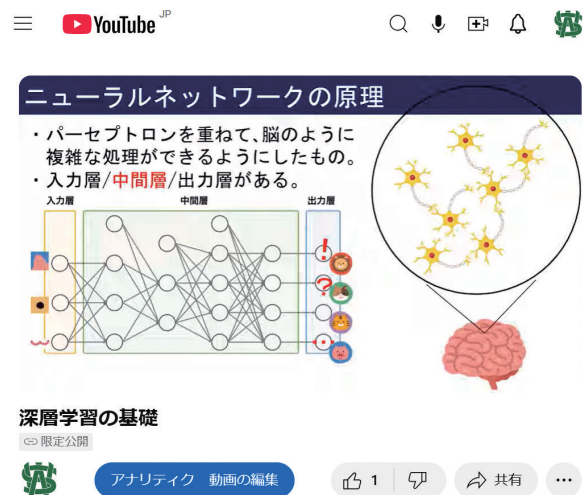 YouTube JP
ニューラルネットワークの原理
・パーセプトロンを重ねて、脳のように
複雑な処理ができるようにしたもの。
・入力層/中間層/出力層がある。
入力層 中間層 出力層
!
?
...
深層学習の基礎
限定公開
アナリティク 動画の編集
1
共有